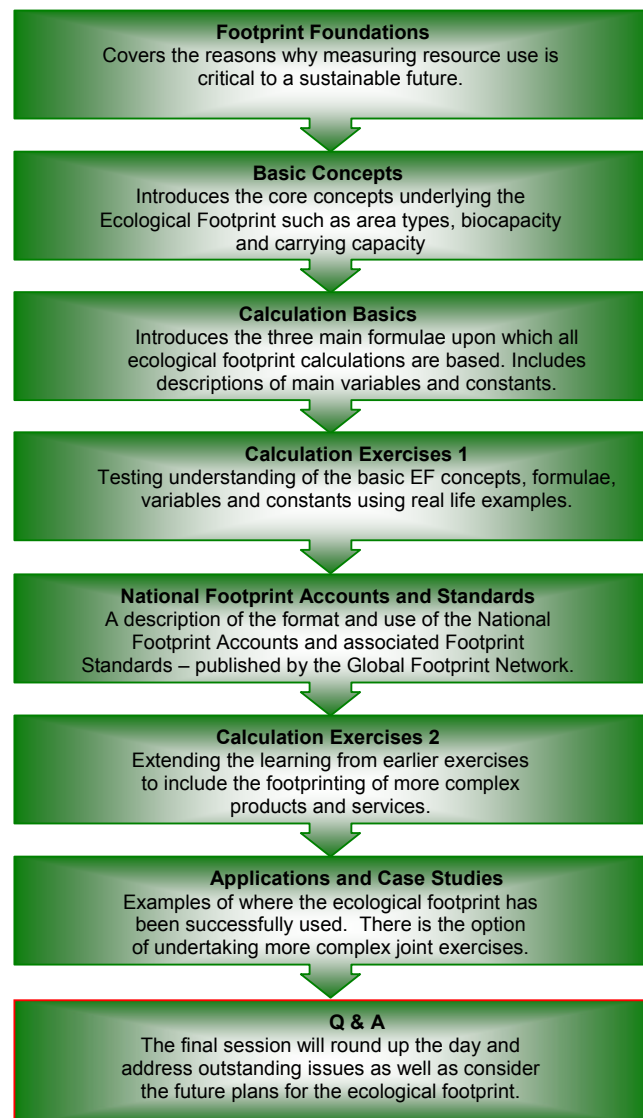 Footprint Foundations
Covers the reasons why measuring resource use is
critical to a sustainable future.
Basic Concepts
Introduces the core concepts underlying the
Ecological Footprint such as area types, biocapacity
and carrying capacity
Calculation Basics
Introduces the three main formulae upon which all
ecological footprint calculations are based. Includes
descriptions of main variables and constants.
Calculation Exercises 1
Testing understanding of the basic EF concepts, formulae,
variables and constants using real life examples.
National Footprint Accounts and Standards
A description of the format and use of the National
Footprint Accounts and associated Footprint
Standards – published by the Global Footprint Network.
Calculation Exercises 2
Extending the learning from earlier exercises
to include the footprinting of more complex
products and services.
Applications and Case Studies
Examples of where the ecological footprint has
been successfully used.  There is the option
of undertaking more complex joint exercises.
Q & A
The final session will round up the day and
address outstanding issues as well as consider
the future plans for the ecological footprint.